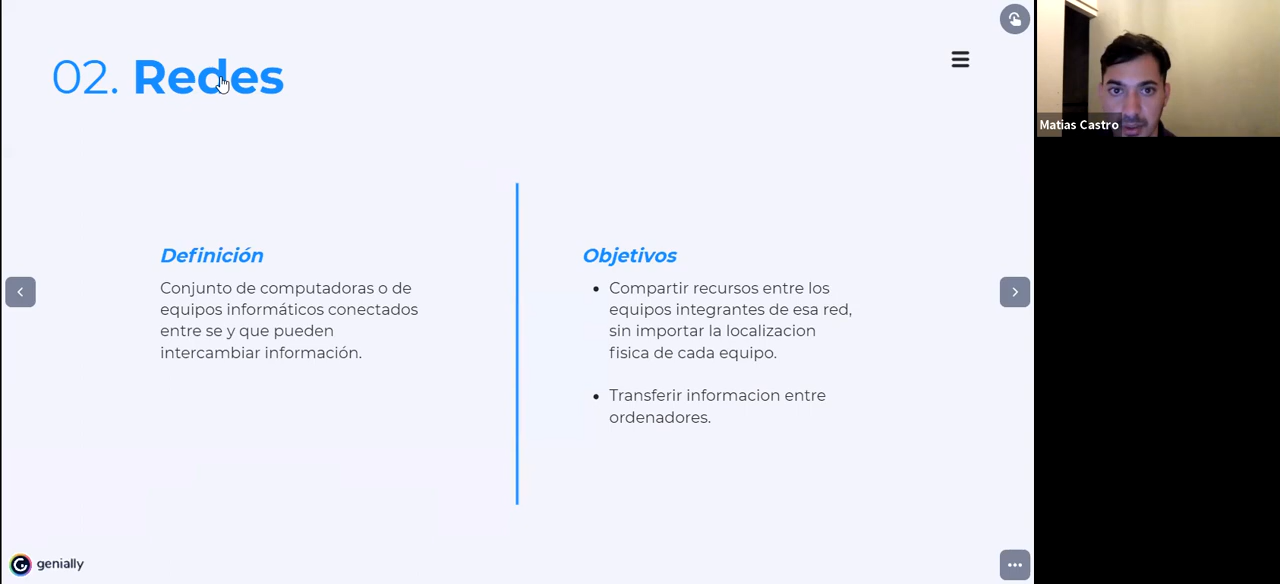 02. Redes
Definición
Conjunto de computadoras o de
equipos informáticos conectados
entre se y que pueden
intercambiar información.
Objetivos
• Compartir recursos entre los
equipos integrantes de esa red,
sin importar la localizacion
fisica de cada equipo.
• Transferir informacion entre
ordenadores.
genially
Matias Castro